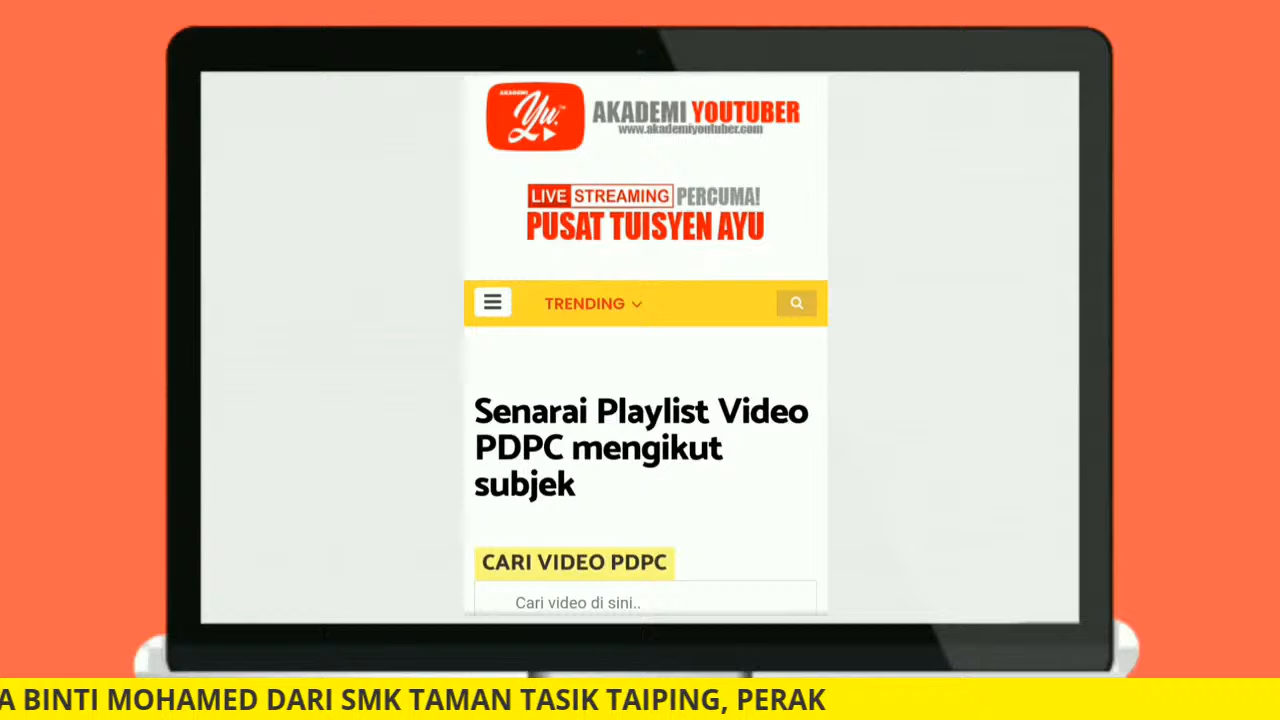 AKADEMI
Yu
AKADEMI YOUTUBER
www.akademiyoutuber.com
LIVE STREAMING PERCUMA!
PUSAT TUISYEN AYU
TRENDING
Senarai Playlist Video
PDPC mengikut
subjek
CARI VIDEO PDPC
Cari video di sini..
A BINTI MOHAMED DARI SMK TAMAN TASIK TAIPING, PERAK